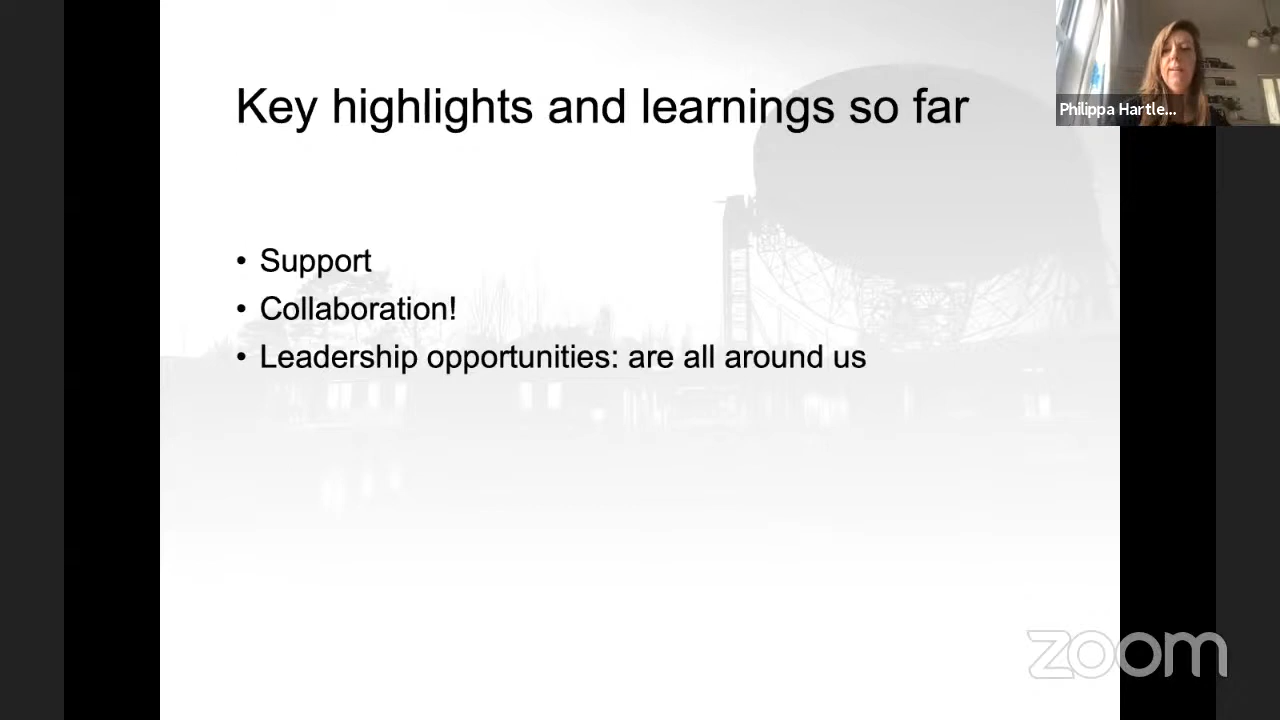 Key highlights and learnings so far
Philippa Hartle...
• Support
• Collaboration!
• Leadership opportunities: are all around us
zoom